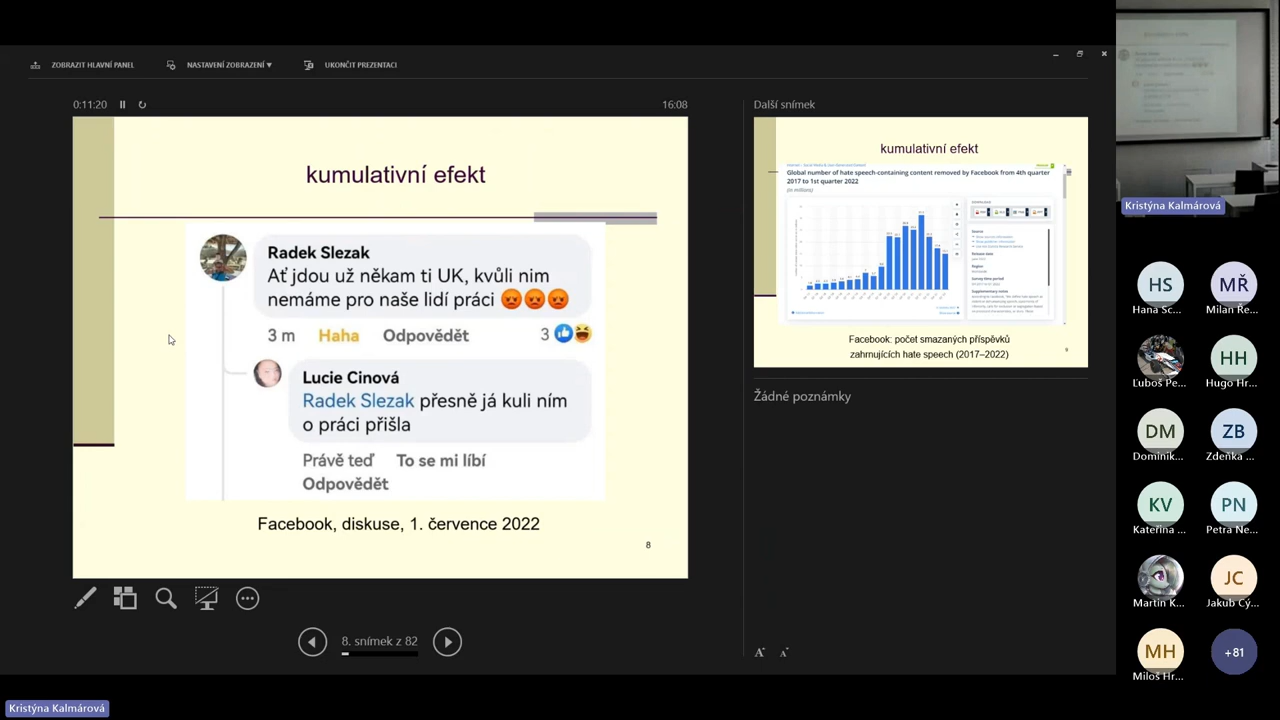 ZOBRAZIT HLAVNÍ PANEL
NASTAVENÍ ZOBRAZENÍ ▼
UKONČIT PREZENTACI
0:11:20
16:08
kumulativní efekt
Radek Slezak
Ať idou už někam ti UK, kvůli nim
nemáme pro naše lidí práci 😡😡😡
3 m Haha Odpovědět 3
Lucie Cinová
Radek Slezak přesně já kuli ním
o práci přišla
Právě teď To se mi líbí
Odpovědět
Facebook, diskuse, 1. července 2022
8
8. snímek z 82
Další snímek
kumulativní efekt
Global number of hate speech-containing content removed by Facebook from 4th quarter
2017 to 1st quarter 2022
(in millions)
Facebook: počet smazaných příspěvků
zahrnujících hate speech (2017–2022)
9
Žádné poznámky
Kristýna Kalmárová
HS
Hana Sc...
MŘ
Milan Ře...
Ľuboš Pe...
HH
Hugo Hr...
DM
Dominik...
ZB
Zdeňka ...
KV
Kateřina ...
PN
Petra Ne...
Martin K...
JC
Jakub Cý...
MH
Miloš Hr...
+81
Kristýna Kalmárová